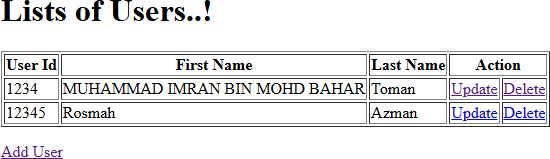 Lists of Users..!
User Id First Name Last Name Action
1234 MUHAMMAD IMRAN BIN MOHD BAHAR Toman Update Delete
12345 Rosmah Azman Update Delete
Add User